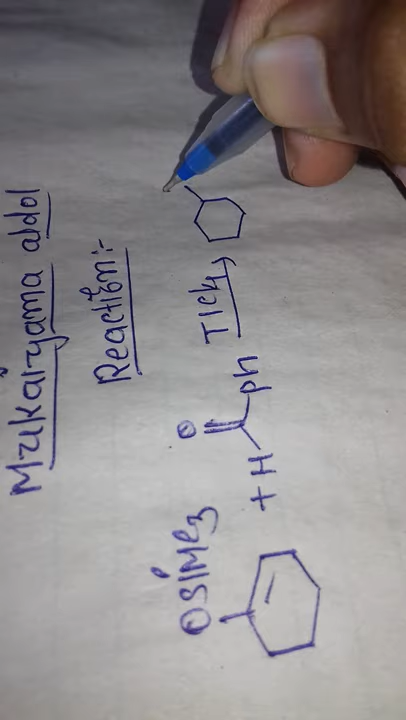 Mukaiyama aldol
Reaction:-
OSiMe3
O
+ H Ph TiCl4